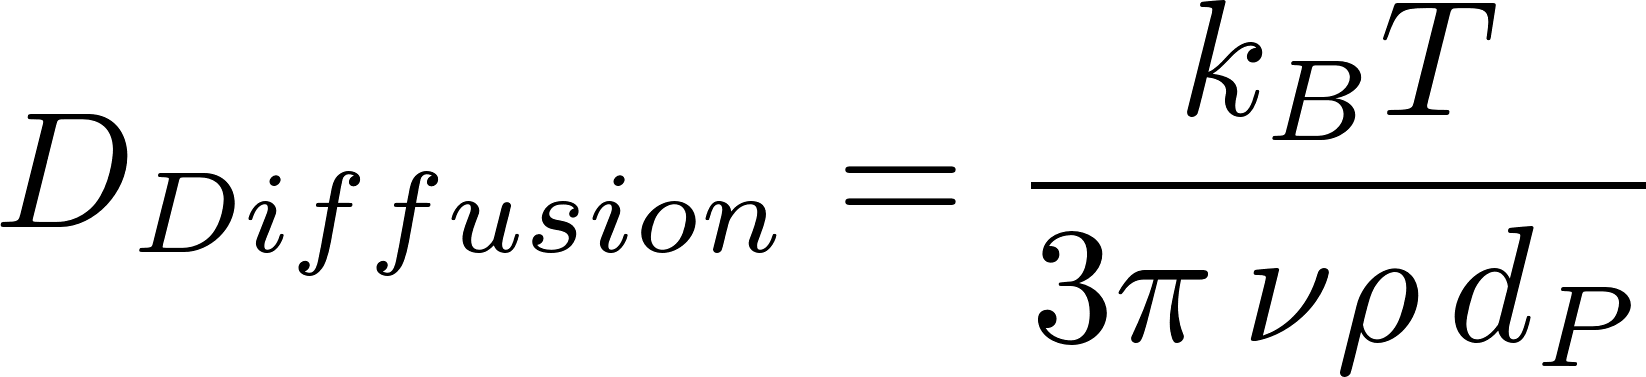 D_{Diffusion} = \frac{k_B T}{3\pi \, \nu \rho \, d_P}